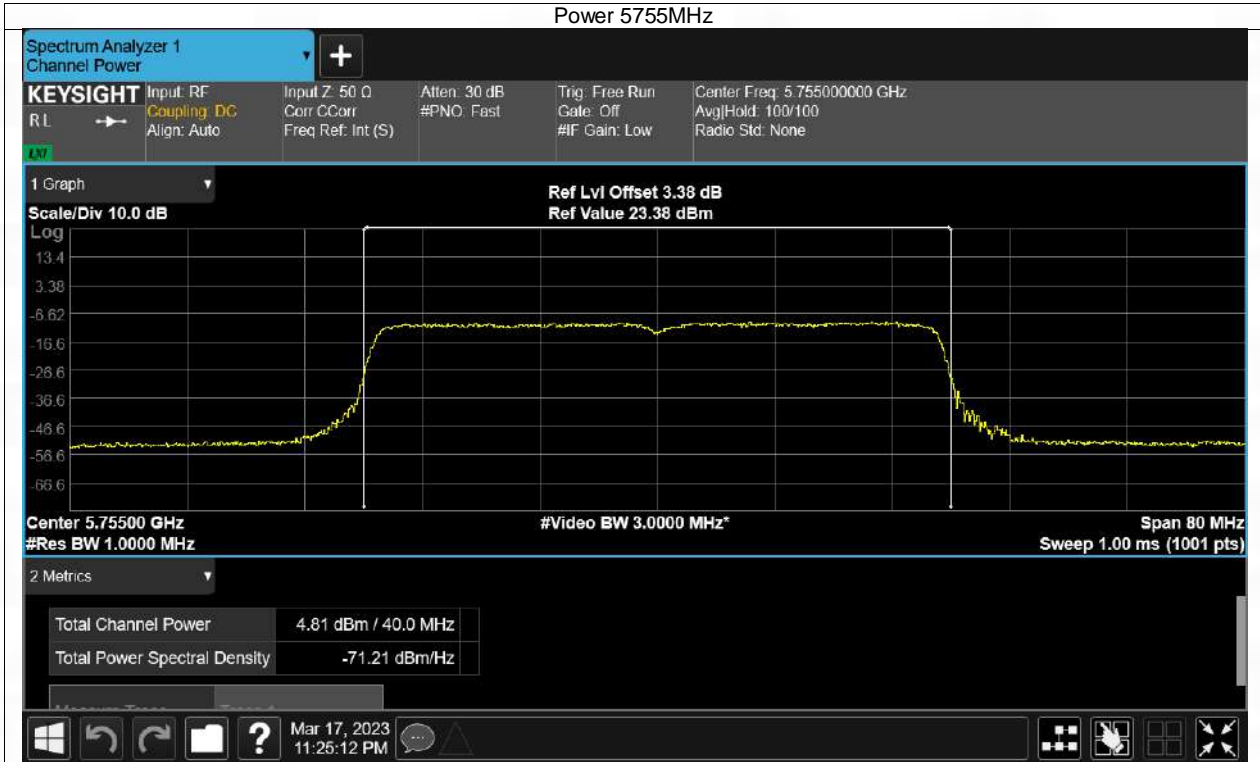 Power 5755MHz
Spectrum Analyzer 1
Channel Power
+
KEYSIGHT
RL
LXI
Input: RF
Coupling: DC
Align: Auto
Input Z: 50 Ω
Corr CCorr
Freq Ref: Int (S)
Atten: 30 dB
#PNO: Fast
Trig: Free Run
Gate: Off
#IF Gain: Low
Center Freq: 5.755000000 GHz
Avg|Hold: 100/100
Radio Std: None
1 Graph
Scale/Div 10.0 dB
Ref Lvl Offset 3.38 dB
Ref Value 23.38 dBm
Log
13.4
3.38
-6.62
-16.6
-26.6
-36.6
-46.6
-56.6
-66.6
Center 5.75500 GHz
#Video BW 3.0000 MHz*
Span 80 MHz
#Res BW 1.0000 MHz
Sweep 1.00 ms (1001 pts)
2 Metrics
Total Channel Power 4.81 dBm / 40.0 MHz
Total Power Spectral Density -71.21 dBm/Hz
?
Mar 17, 2023
11:25:12 PM